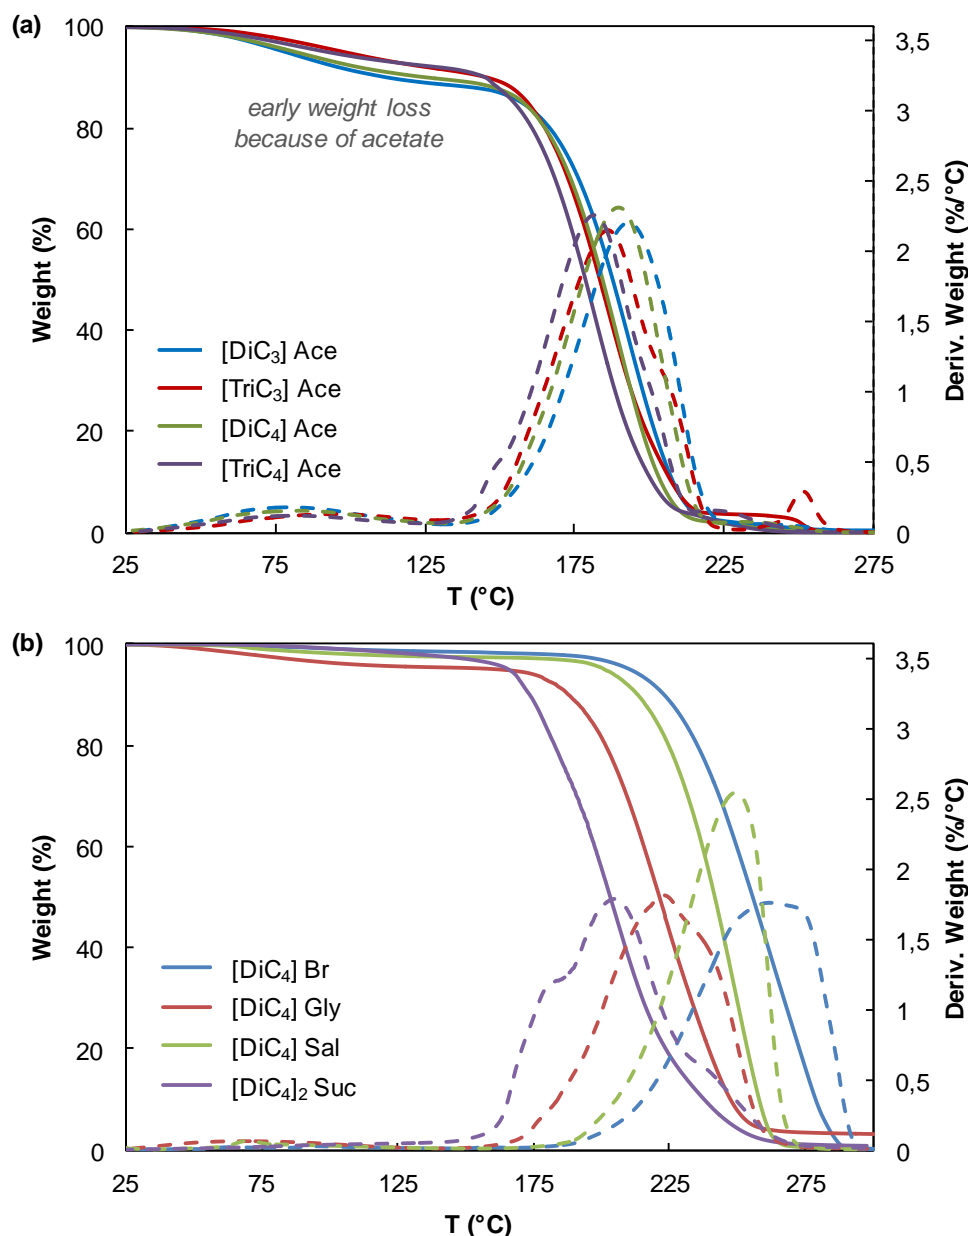 (a)
100
80
60
40
20
0
Weight (%)
early weight loss
because of acetate
[DiC₃] Ace
[TriC₃] Ace
[DiC₄] Ace
[TriC₄] Ace
3,5
3
2,5
2
1,5
1
0,5
0
Deriv. Weight (%/°C)
25 75 125 175 225 275
T (°C)
(b)
100
80
60
40
20
0
Weight (%)
[DiC₄] Br
[DiC₄] Gly
[DiC₄] Sal
[DiC₄]₂ Suc
3,5
3
2,5
2
1,5
1
0,5
0
Deriv. Weight (%/°C)
25 75 125 175 225 275
T (°C)